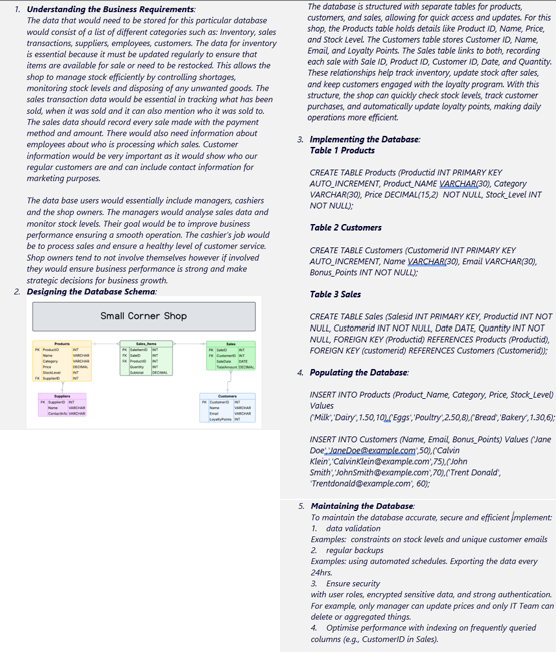 1. Understanding the Business Requirements:
The data that would need to be stored for this particular database
would consist of a list of different categories such as: Inventory, sales
transactions, suppliers, employees, customers. The data for inventory
is essential because it must be updated regularly to ensure that
items are available for sale or need to be restocked. This allows the
shop to manage stock efficiently by controlling shortages,
monitoring stock levels and disposing of any unwanted goods. The
sales transaction data would be essential in tracking what has been
sold, when it was sold and it can also mention who it was sold to.
The sales data should record every sale made with the payment
method and amount. There would also need information about
employees about who is processing which sales. Customer
information would be very important as it would show who our
regular customers are and can include contact information for
marketing purposes.
The data base users would essentially include managers, cashiers
and the shop owners. The managers would analyse sales data and
monitor stock levels. Their goal would be to improve business
performance ensuring a smooth operation. The cashier's job would
be to process sales and ensure a healthy level of customer service.
Shop owners tend to not involve themselves however if involved
they would ensure business performance is strong and make
strategic decisions for business growth.
2. Designing the Database Schema:
Small Corner Shop
Products
PK ProductID INT
Name VARCHAR
Category VARCHAR
Price DECIMAL
StockLevel INT
FK SupplierID INT
Sales_Items
PK SaleItemID INT
FK SaleID INT
FK ProductID INT
Quantity INT
Subtotal DECIMAL
Sales
PK SaleID INT
FK CustomerID INT
SaleDate DATE
TotalAmount DECIMAL
Suppliers
PK SupplierID INT
Name VARCHAR
ContactInfo VARCHAR
Customers
PK CustomerID INT
Name VARCHAR
Email VARCHAR
LoyaltyPoints INT
The database is structured with separate tables for products,
customers, and sales, allowing for quick access and updates. For this
shop, the Products table holds details like Product ID, Name, Price,
and Stock Level. The Customers table stores Customer ID, Name,
Email, and Loyalty Points. The Sales table links to both, recording
each sale with Sale ID, Product ID, Customer ID, Date, and Quantity.
These relationships help track inventory, update stock after sales,
and keep customers engaged with the loyalty program. With this
structure, the shop can quickly check stock levels, track customer
purchases, and automatically update loyalty points, making daily
operations more efficient.
3. Implementing the Database:
Table 1 Products
CREATE TABLE Products (Productid INT PRIMARY KEY
AUTO_INCREMENT, Product_NAME VARCHAR(30), Category
VARCHAR(30), Price DECIMAL(15,2) NOT NULL, Stock_Level INT
NOT NULL);
Table 2 Customers
CREATE TABLE Customers (Customerid INT PRIMARY KEY
AUTO_INCREMENT, Name VARCHAR(30), Email VARCHAR(30),
Bonus_Points INT NOT NULL);
Table 3 Sales
CREATE TABLE Sales (Salesid INT PRIMARY KEY, Productid INT NOT
NULL, Customerid INT NOT NULL, Date DATE, Quantity INT NOT
NULL, FOREIGN KEY (Productid) REFERENCES Products (Productid),
FOREIGN KEY (customerid) REFERENCES Customers (Customerid));
4. Populating the Database:
INSERT INTO Products (Product_Name, Category, Price, Stock_Level)
Values
('Milk','Dairy',1.50,10),('Eggs','Poultry',2.50,8),('Bread','Bakery',1.30,6);
INSERT INTO Customers (Name, Email, Bonus_Points) Values ('Jane
Doe','JaneDoe@example.com',50),('Calvin
Klein','CalvinKlein@example.com',75),('John
Smith','JohnSmith@example.com',70),('Trent Donald',
'Trentdonald@example.com', 60);
5. Maintaining the Database:
To maintain the database accurate, secure and efficient Implement:
1. data validation
Examples: constraints on stock levels and unique customer emails
2. regular backups
Examples: using automated schedules. Exporting the data every
24hrs.
3. Ensure security
with user roles, encrypted sensitive data, and strong authentication.
For example, only manager can update prices and only IT Team can
delete or aggregated things.
4. Optimise performance with indexing on frequently queried
columns (e.g., CustomerID in Sales).